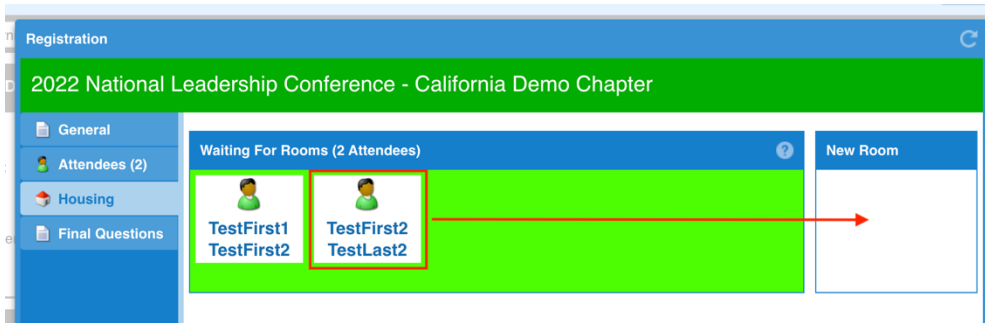 Registration
2022 National Leadership Conference - California Demo Chapter
General
Attendees (2)
Housing
Final Questions
Waiting For Rooms (2 Attendees)
?
New Room
TestFirst1
TestFirst2
TestFirst2
TestLast2